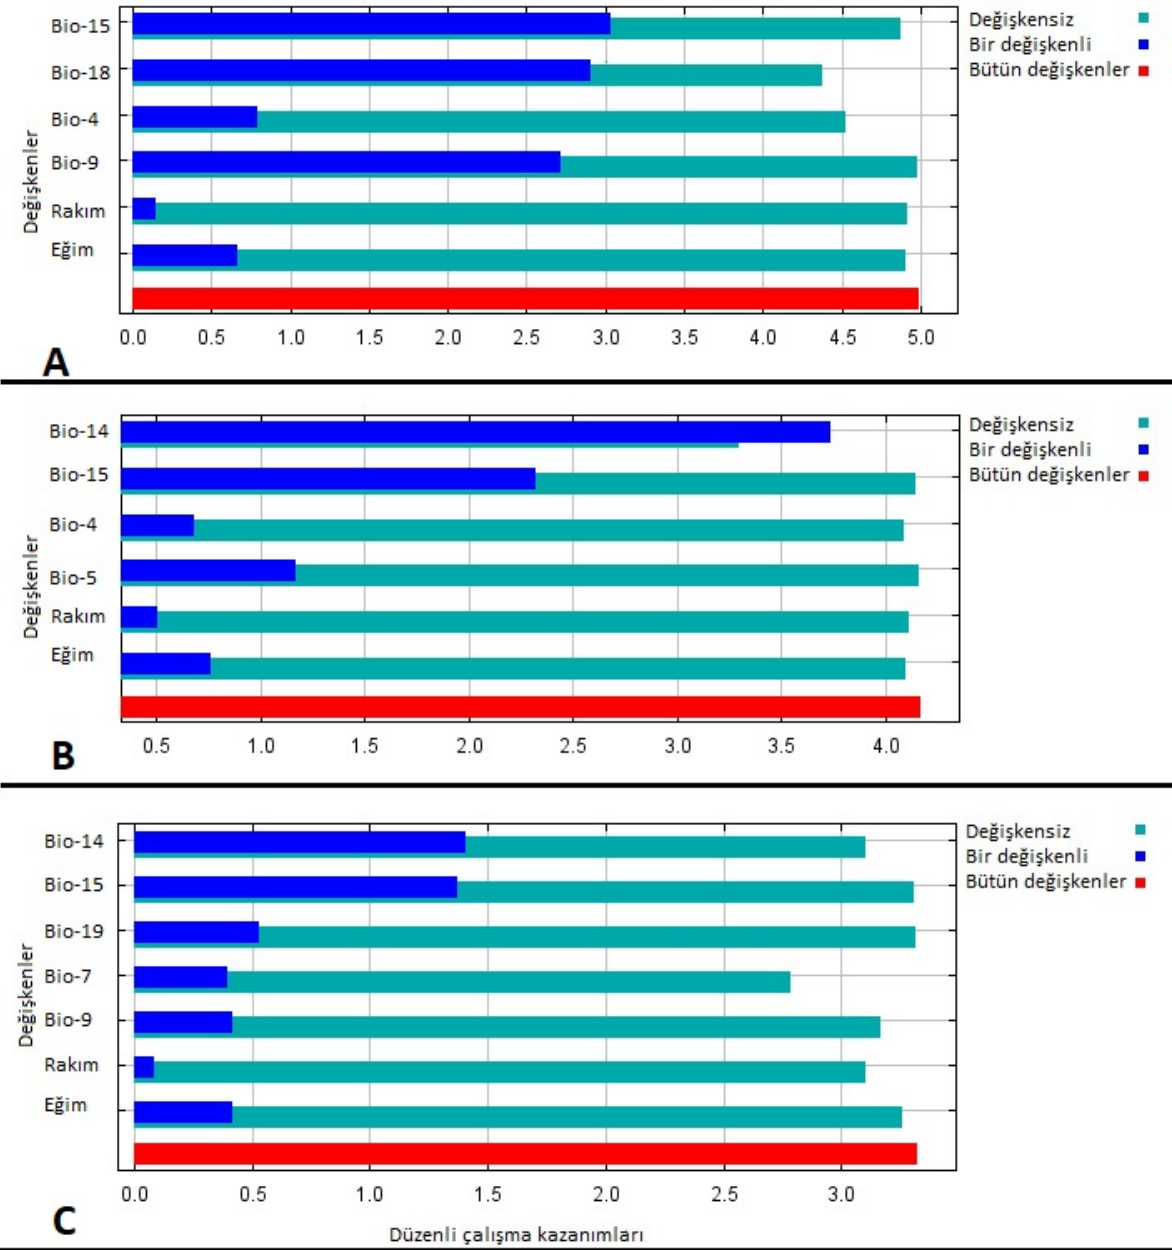 Bio-15
Bio-18
Bio-4
Bio-9
Rakım
Eğim
Değişkenler
Değişkensiz
Bir değişkenli
Bütün değişkenler
0.0 0.5 1.0 1.5 2.0 2.5 3.0 3.5 4.0 4.5 5.0
A
Bio-14
Bio-15
Bio-4
Bio-5
Rakım
Eğim
Değişkenler
Değişkensiz
Bir değişkenli
Bütün değişkenler
0.5 1.0 1.5 2.0 2.5 3.0 3.5 4.0
B
Bio-14
Bio-15
Bio-19
Bio-7
Bio-9
Rakım
Eğim
Değişkenler
Değişkensiz
Bir değişkenli
Bütün değişkenler
0.0 0.5 1.0 1.5 2.0 2.5 3.0
C
Düzenli çalışma kazanımları